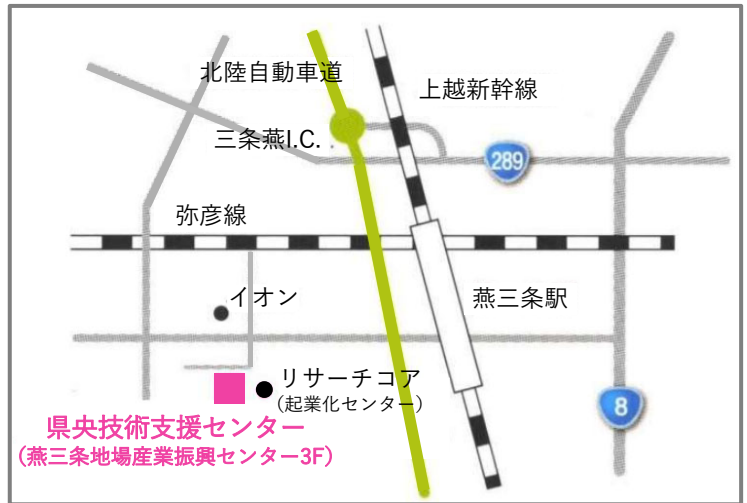 北陸自動車道
上越新幹線
三条燕I.C.
289
弥彦線
イオン
燕三条駅
リサーチコア
(起業化センター)
8
県央技術支援センター
(燕三条地場産業振興センター3F)